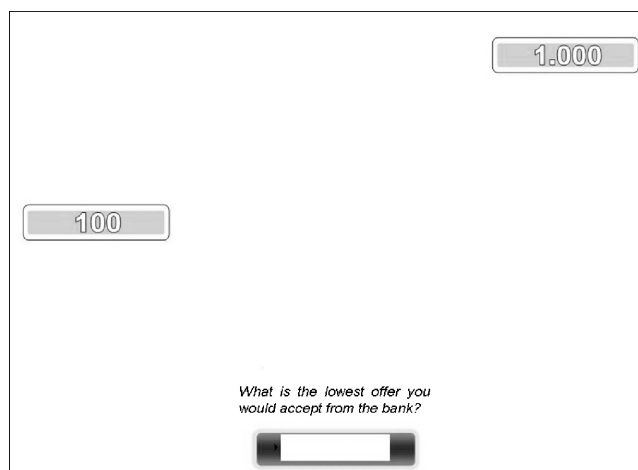 1.000
100
What is the lowest offer you
would accept from the bank?